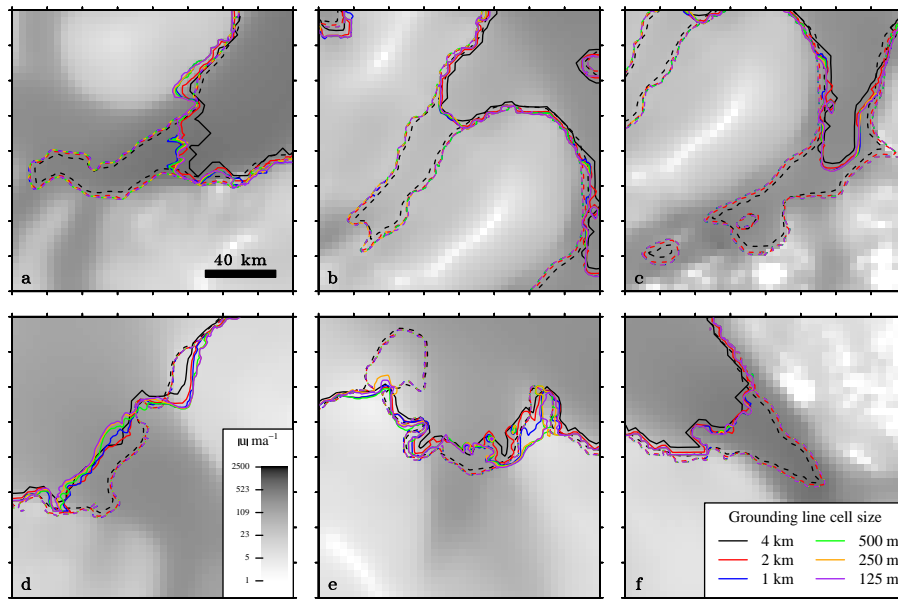 a
40 km
b
c
d
|u| ma⁻¹
2500
523
109
23
5
1
e
f
Grounding line cell size
4 km
500 m
2 km
250 m
1 km
125 m